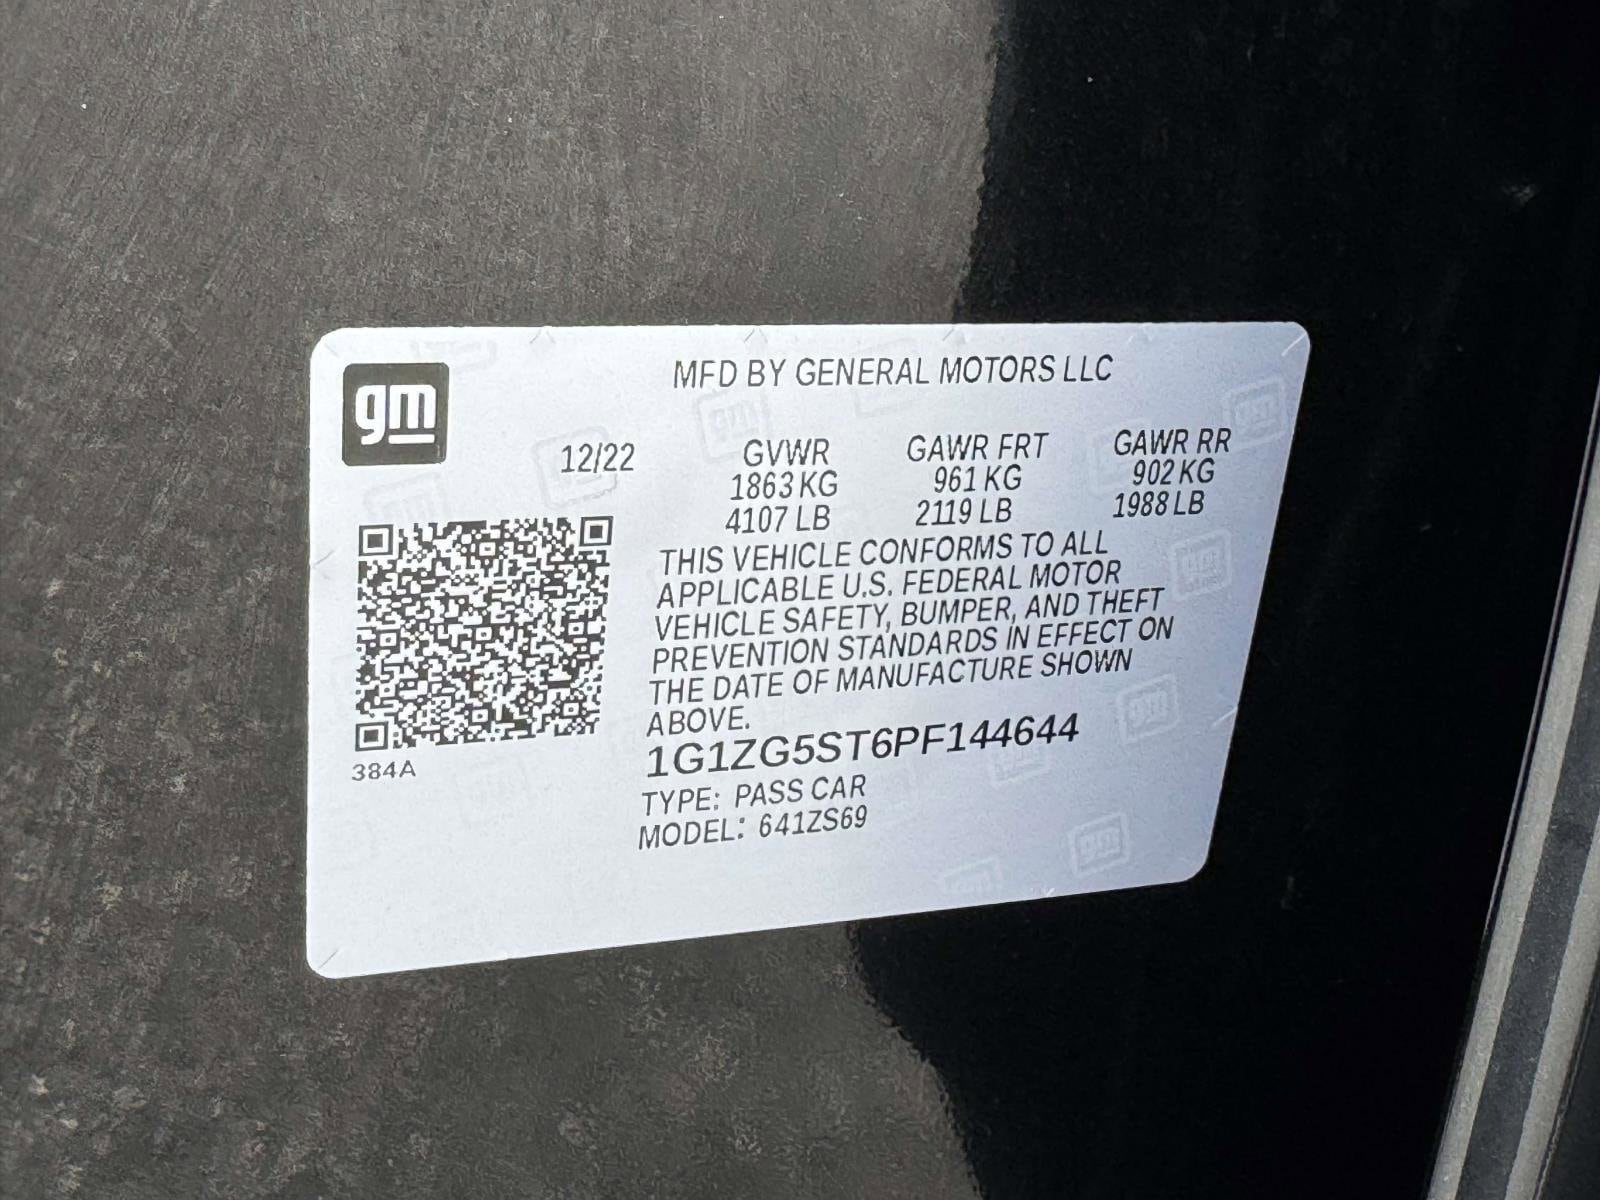 gm
MFD BY GENERAL MOTORS LLC
12/22 GVWR GAWR FRT GAWR RR
1863 KG 961 KG 902 KG
4107 LB 2119 LB 1988 LB
THIS VEHICLE CONFORMS TO ALL
APPLICABLE U.S. FEDERAL MOTOR
VEHICLE SAFETY, BUMPER, AND THEFT
PREVENTION STANDARDS IN EFFECT ON
THE DATE OF MANUFACTURE SHOWN
ABOVE.
1G1ZG5ST6PF144644
384A
TYPE: PASS CAR
MODEL: 641ZS69